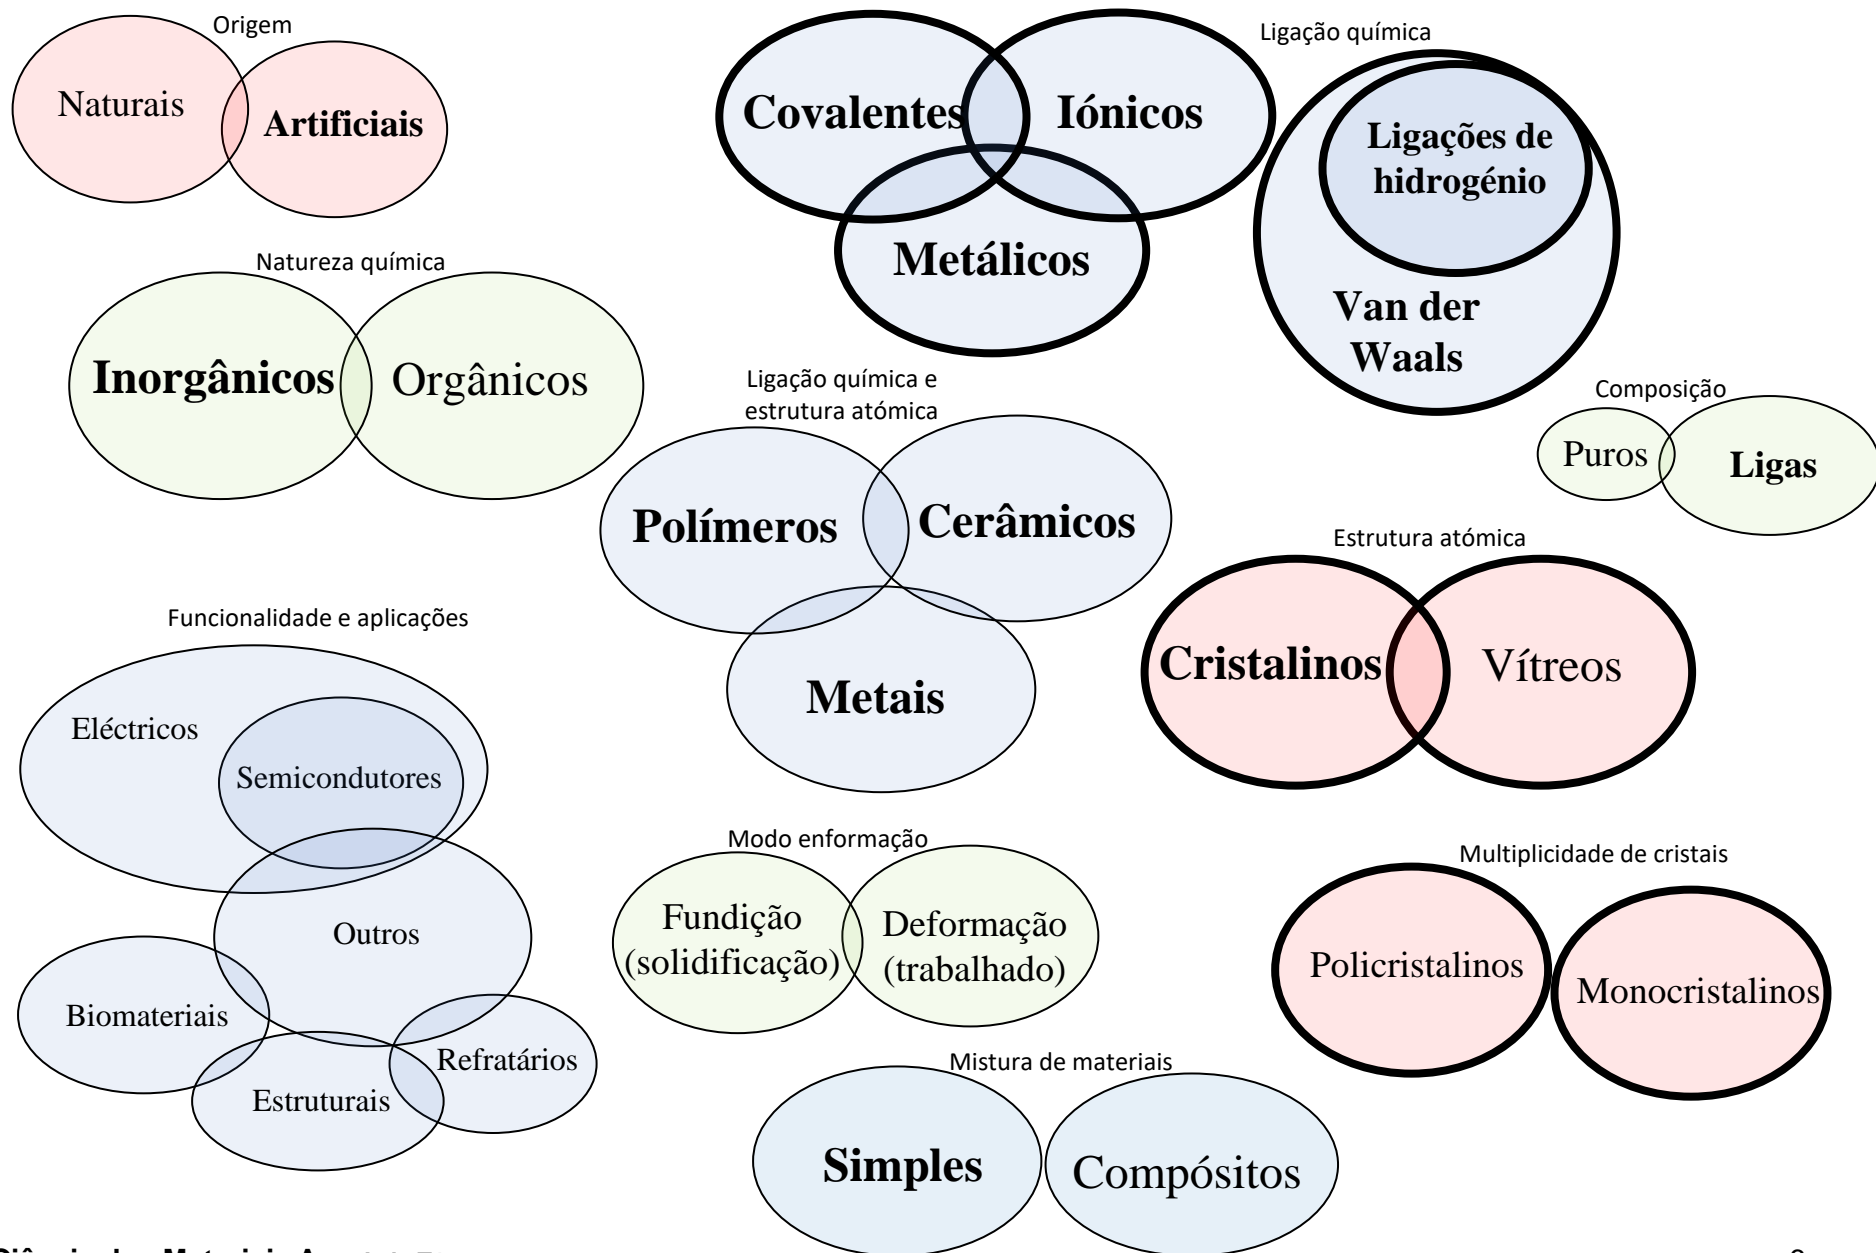 Origem
Naturais
Artificiais
Covalentes
Iónicos
Metálicos
Ligação química
Ligações de
hidrogénio
Van der
Waals
Natureza química
Inorgânicos
Orgânicos
Ligação química e
estrutura atómica
Polímeros
Cerâmicos
Metais
Composição
Puros
Ligas
Estrutura atómica
Cristalinos
Vítreos
Funcionalidade e aplicações
Eléctricos
Semicondutores
Outros
Biomateriais
Refratários
Estruturais
Modo enformação
Fundição
(solidificação)
Deformação
(trabalhado)
Multiplicidade de cristais
Policristalinos
Monocristalinos
Mistura de materiais
Simples
Compósitos